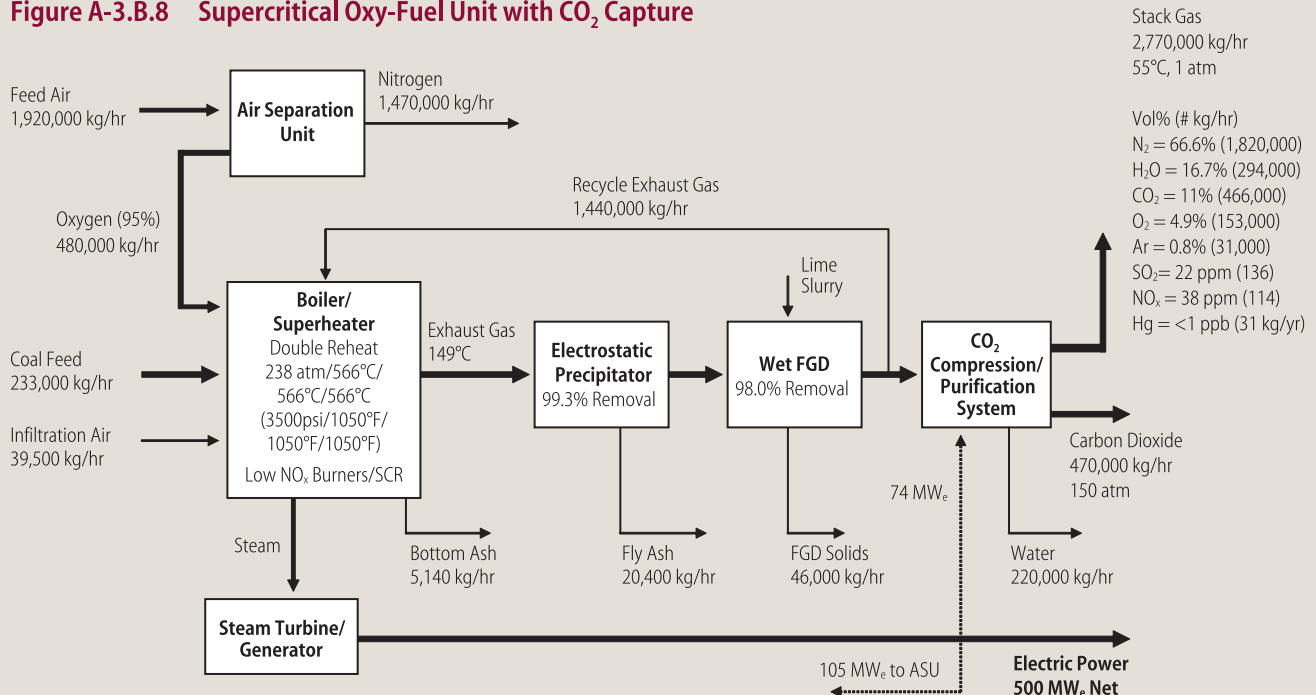 Figure A-3.B.8 Supercritical Oxy-Fuel Unit with CO₂ Capture
Feed Air
1,920,000 kg/hr
Air Separation
Unit
Nitrogen
1,470,000 kg/hr
Oxygen (95%)
480,000 kg/hr
Recycle Exhaust Gas
1,440,000 kg/hr
Coal Feed
233,000 kg/hr
Infiltration Air
39,500 kg/hr
Boiler/
Superheater
Double Reheat
238 atm/566°C/
566°C/566°C
(3500psi/1050°F/
1050°F/1050°F)
Low NOₓ Burners/SCR
Exhaust Gas
149°C
Electrostatic
Precipitator
99.3% Removal
Lime
Slurry
Wet FGD
98.0% Removal
CO₂
Compression/
Purification
System
Stack Gas
2,770,000 kg/hr
55°C, 1 atm
Vol% (# kg/hr)
N₂ = 66.6% (1,820,000)
H₂O = 16.7% (294,000)
CO₂ = 11% (466,000)
O₂ = 4.9% (153,000)
Ar = 0.8% (31,000)
SO₂= 22 ppm (136)
NOₓ = 38 ppm (114)
Hg = <1 ppb (31 kg/yr)
Carbon Dioxide
470,000 kg/hr
150 atm
74 MWₑ
Steam
Bottom Ash
5,140 kg/hr
Fly Ash
20,400 kg/hr
FGD Solids
46,000 kg/hr
Water
220,000 kg/hr
Steam Turbine/
Generator
105 MWₑ to ASU
Electric Power
500 MWₑ Net